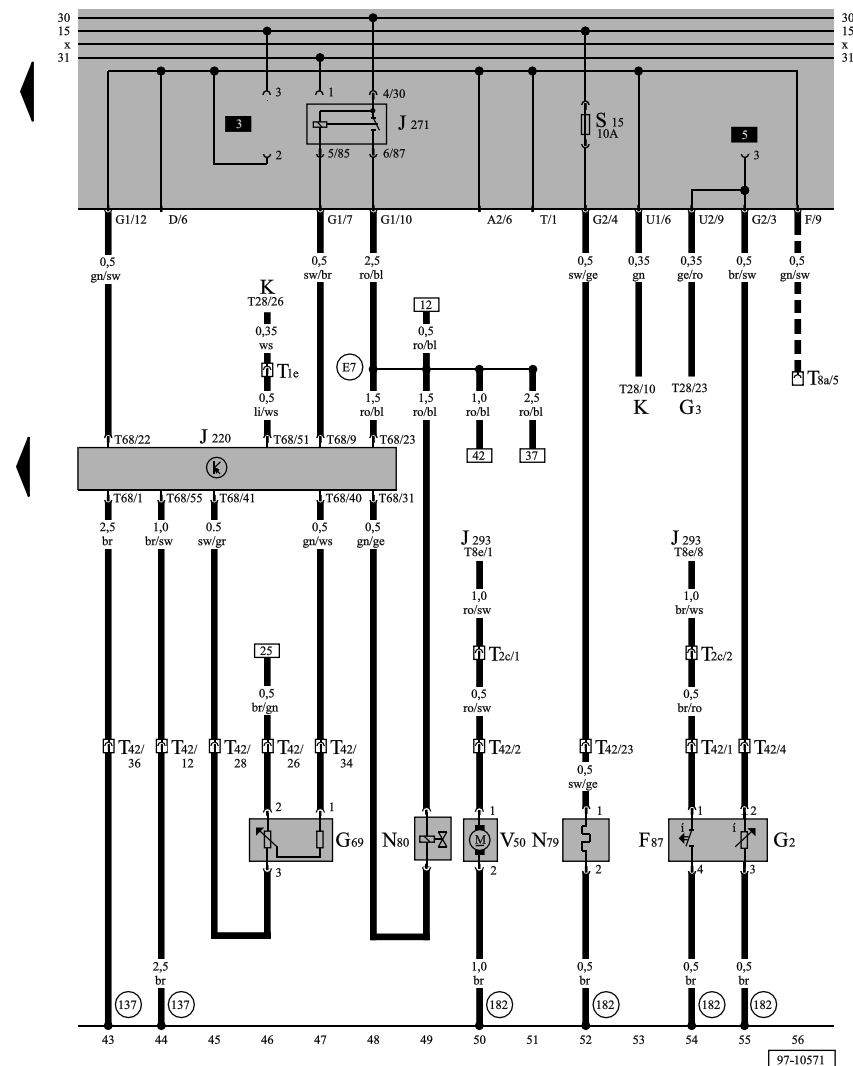 30 30
15 15
x x
31 31
3 1 4/30
3 J 271 S 15 10A 5
2 5/85 6/87 3
G1/12 D/6 G1/7 G1/10 A2/6 T/1 G2/4 U1/6 U2/9 G2/3 F/9
0,5 0,5 2,5 0,5 0,35 0,35 0,5 0,5
gn/sw sw/br ro/bl sw/ge gn ge/ro br/sw gn/sw
K
T28/26 12
0,35 0,5
ws ro/bl
T1e E7 T8a/5
0,5 1,5 1,5 1,0 2,5 T28/10 T28/23
li/ws ro/bl ro/bl ro/bl ro/bl K G3
T68/22 J 220 T68/51 T68/9 T68/23
42 37
T68/1 T68/55 T68/41 T68/40 T68/31
2,5 1,0 0.5 0,5 0,5
br br/sw sw/gr gn/ws gn/ge
J 293 J 293
T8e/1 T8e/8
1,0 1,0
ro/sw br/ws
25 T2c/1 T2c/2
0,5 0,5 0,5
br/gn ro/sw br/ro
T42/36 T42/12 T42/28 T42/26 T42/34 T42/2 T42/23 T42/1 T42/4
0,5
sw/ge
2 1 1 1 1 2
G69 N80 M V50 N79 F87 í í G2
3 2 2 4 3
2,5 1,0 0,5 0,5 0,5
br br br br br
137 137 182 182 182 182
43 44 45 46 47 48 49 50 51 52 53 54 55 56
97-10571